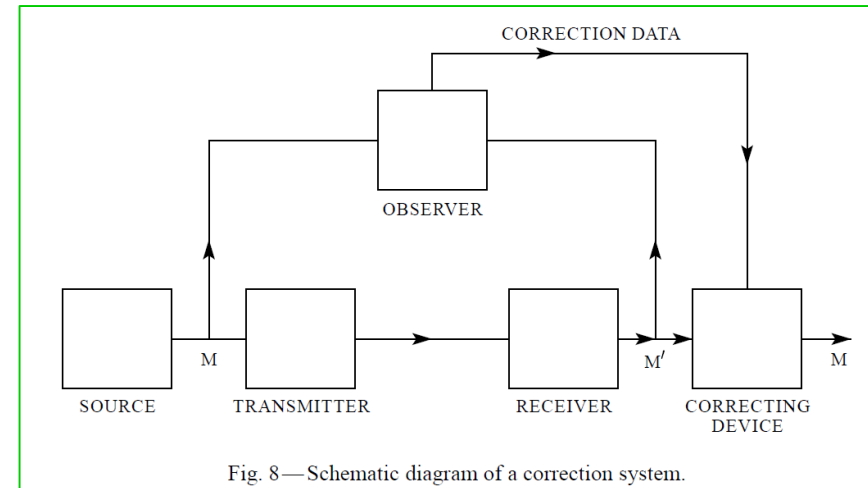 CORRECTION DATA
OBSERVER
M
M′
M
SOURCE
TRANSMITTER
RECEIVER
CORRECTING
DEVICE
Fig. 8—Schematic diagram of a correction system.